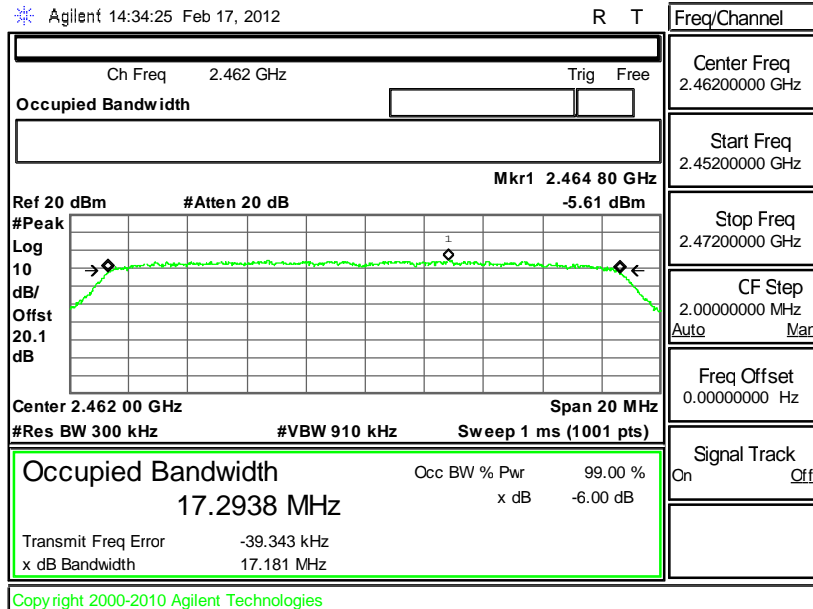 Agilent 14:34:25 Feb 17, 2012 R T
Ch Freq 2.462 GHz Trig Free
Occupied Bandwidth
Mkr1 2.464 80 GHz
Ref 20 dBm #Atten 20 dB -5.61 dBm
#Peak
Log
10
dB/
Offst
20.1
dB
1
Center 2.462 00 GHz Span 20 MHz
#Res BW 300 kHz #VBW 910 kHz Sweep 1 ms (1001 pts)
Occupied Bandwidth
17.2938 MHz
Occ BW % Pwr 99.00 %
x dB -6.00 dB
Transmit Freq Error -39.343 kHz
x dB Bandwidth 17.181 MHz
Copyright 2000-2010 Agilent Technologies
Freq/Channel
Center Freq
2.46200000 GHz
Start Freq
2.45200000 GHz
Stop Freq
2.47200000 GHz
CF Step
2.00000000 MHz
Auto Man
Freq Offset
0.00000000 Hz
Signal Track
On Off